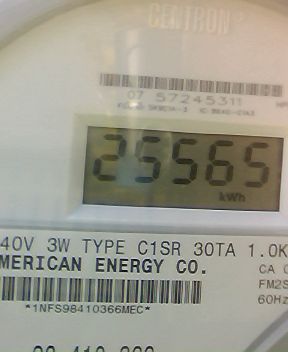 CENTRON®
07 57245311
25565
kWh
40V 3W TYPE C1SR 30TA 1.0K
MERICAN ENERGY CO.
CA
FM2S
60Hz
*1NFS98410366MEC*